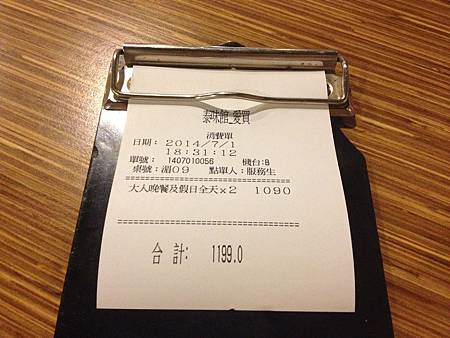 泰味館_愛買
消費單
日期: 2014/7/1
18:31:12
單號: 1407010056 機台:B
桌號:湄09 點單人:服務生
==============================
大人晚餐及假日全天x2 1090
==============================
合 計: 1199.0